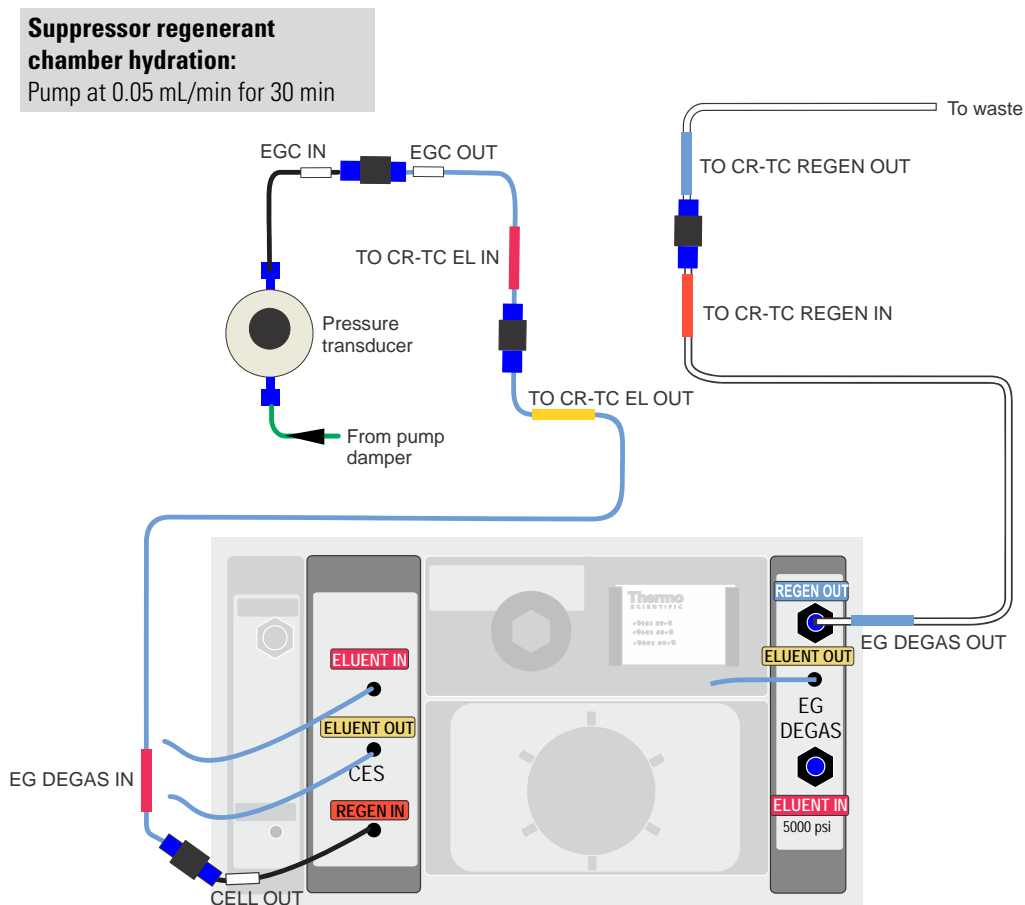 Suppressor regenerant
chamber hydration:
Pump at 0.05 mL/min for 30 min
To waste
EGC IN
EGC OUT
TO CR-TC REGEN OUT
TO CR-TC EL IN
TO CR-TC REGEN IN
Pressure
transducer
TO CR-TC EL OUT
From pump
damper
Thermo
SCIENTIFIC
REGEN OUT
EG DEGAS OUT
ELUENT IN
ELUENT OUT
EG
DEGAS
ELUENT OUT
CES
EG DEGAS IN
REGEN IN
ELUENT IN
5000 psi
CELL OUT